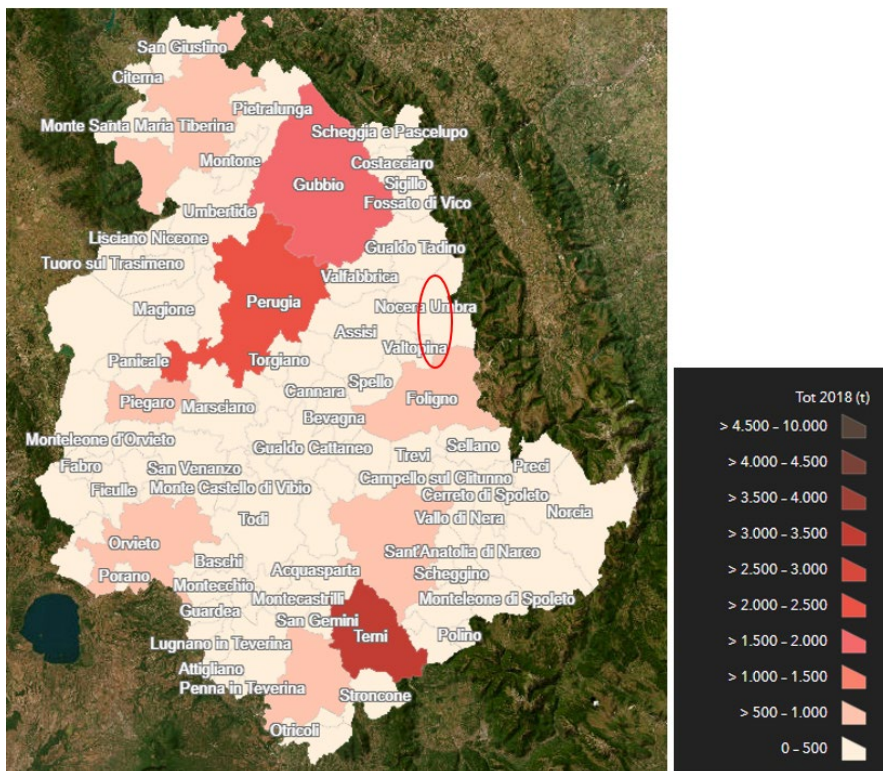 San Giustino
Citerna
Pietralunga
Monte Santa Maria Tiberina
Scheggia e Pascelupo
Montone
Costacciaro
Gubbio
Sigillo
Fossato di Vico
Umbertide
Lisciano Niccone
Gualdo Tadino
Tuoro sul Trasimeno
Valfabbrica
Perugia
Nocera Umbra
Magione
Assisi
Valtopina
Panicale
Torgiano
Spello
Cannara
Foligno
Piegaro
Marsciano
Bevagna
Monteleone d'Orvieto
Gualdo Cattaneo
Sellano
Trevi
Fabro
San Venanzo
Preci
Campello sul Clitunno
Ficulle
Monte Castello di Vibio
Cerreto di Spoleto
Norcia
Todi
Vallo di Nera
Orvieto
Sant'Anatolia di Narco
Baschi
Acquasparta
Scheggino
Porano
Montecchio
Montecastrilli
Monteleone di Spoleto
Guardea
San Gemini
Terni
Polino
Lugnano in Teverina
Attigliano
Penna in Teverina
Stroncone
Otricoli
Tot 2018 (t)
> 4.500 – 10.000
> 4.000 – 4.500
> 3.500 – 4.000
> 3.000 – 3.500
> 2.500 – 3.000
> 2.000 – 2.500
> 1.500 – 2.000
> 1.000 – 1.500
> 500 – 1.000
0 – 500